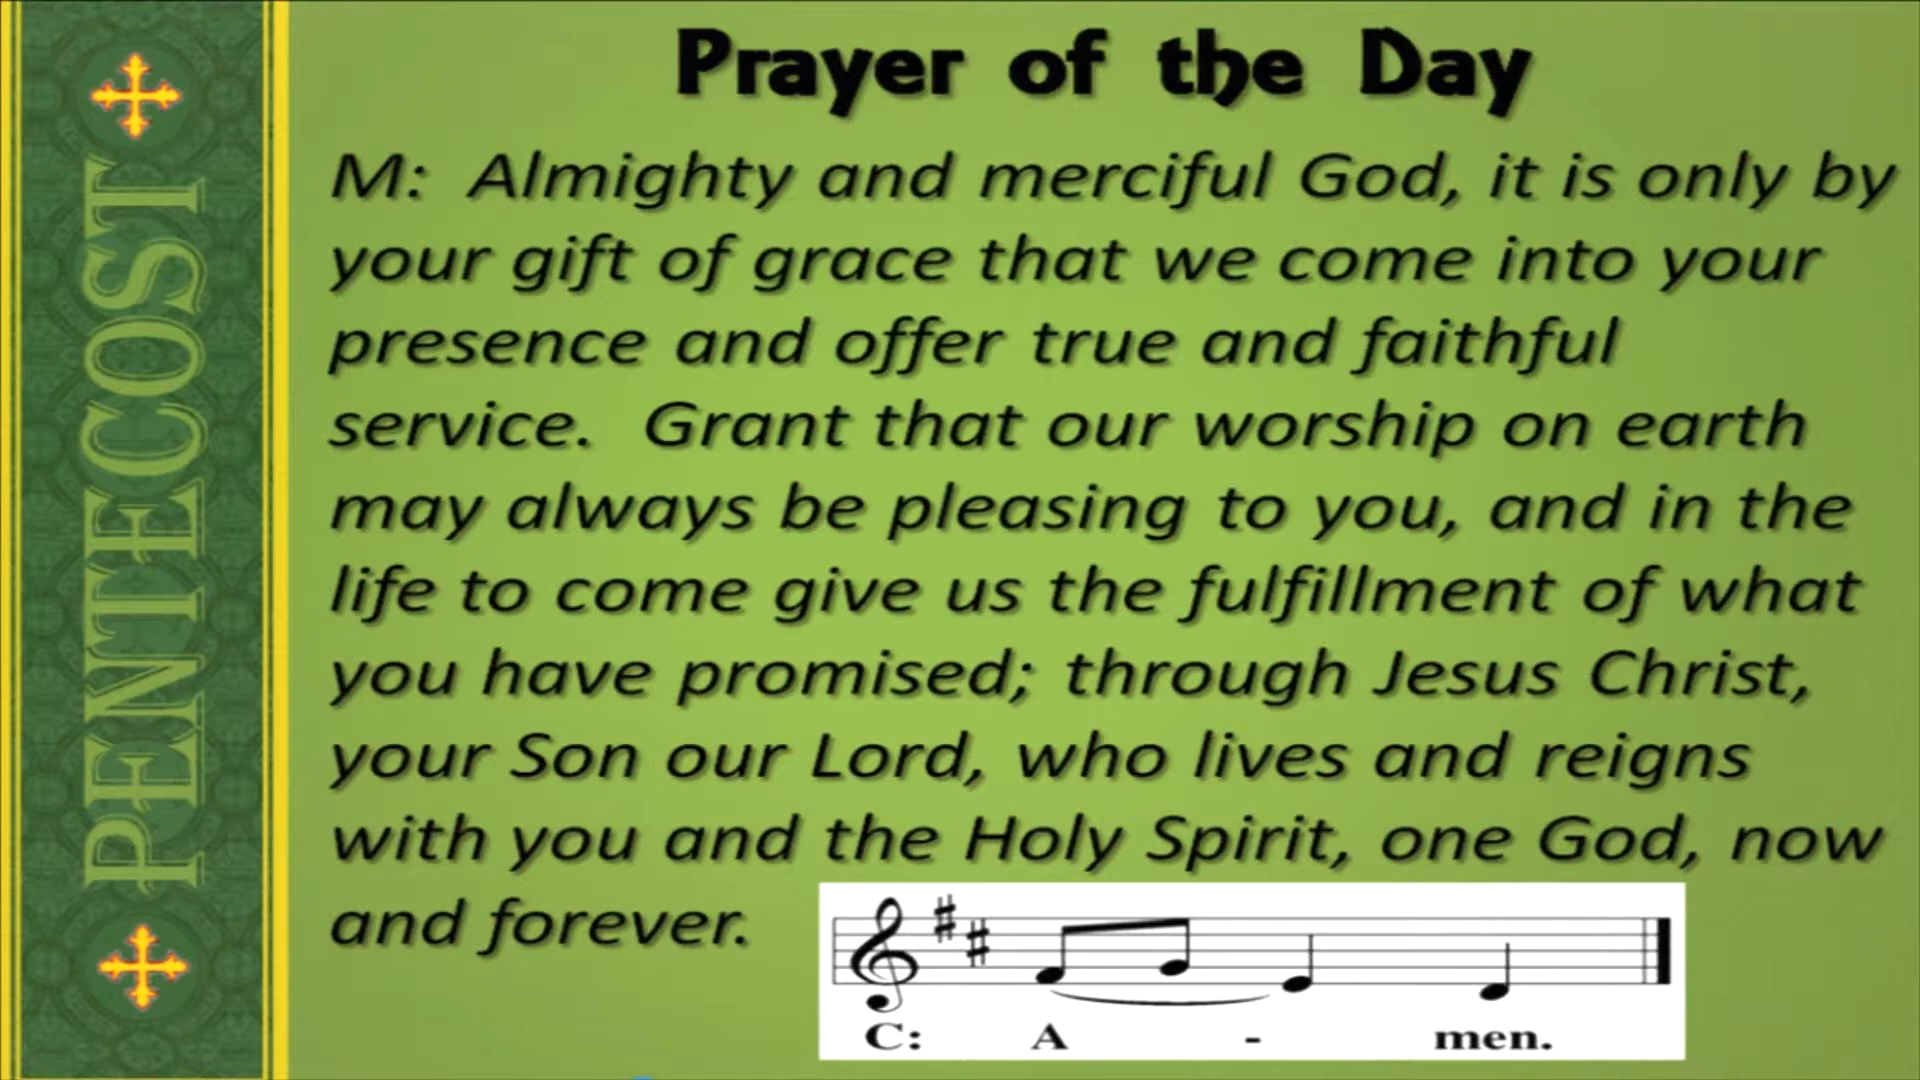 PENTECOST
Prayer of the Day
M: Almighty and merciful God, it is only by
your gift of grace that we come into your
presence and offer true and faithful
service. Grant that our worship on earth
may always be pleasing to you, and in the
life to come give us the fulfillment of what
you have promised; through Jesus Christ,
your Son our Lord, who lives and reigns
with you and the Holy Spirit, one God, now
and forever.
C: A - men.